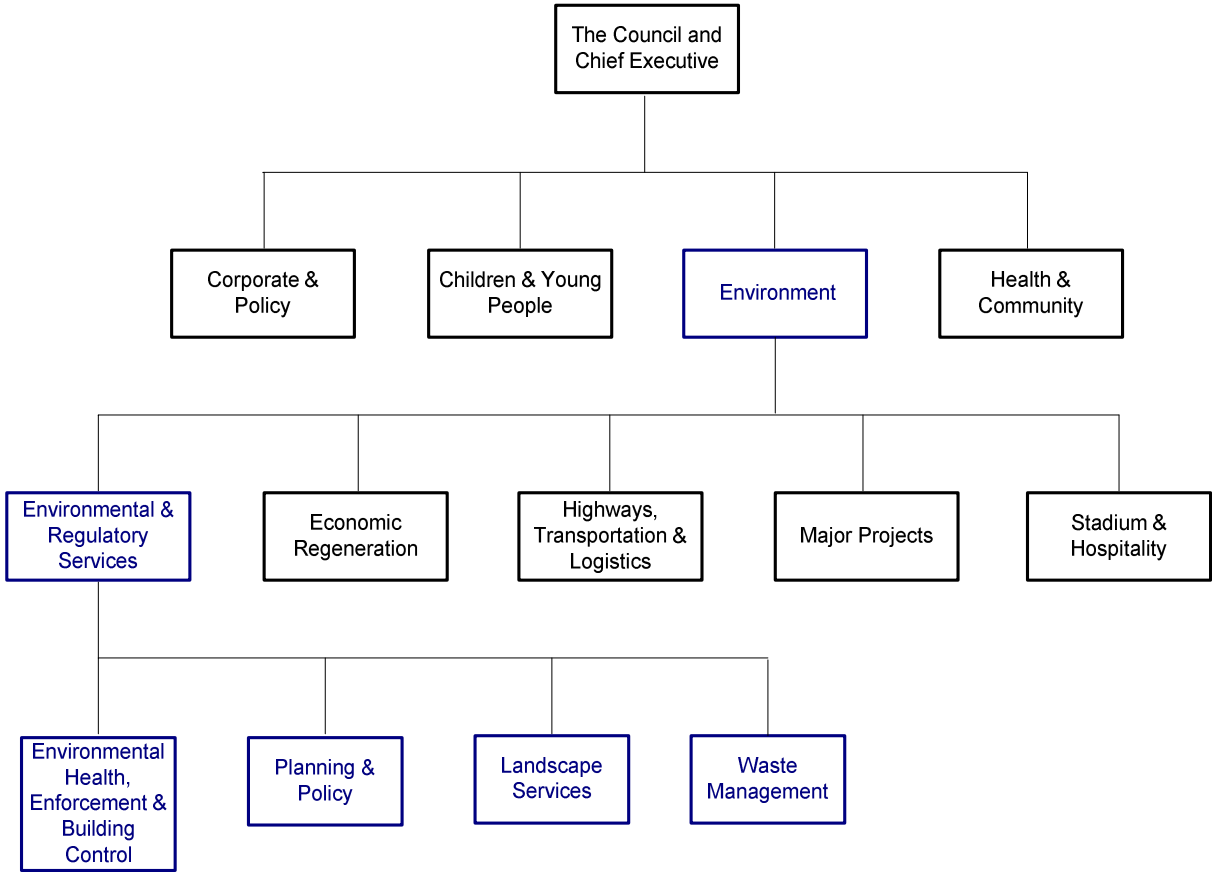 The Council and
Chief Executive
Corporate &
Policy
Children & Young
People
Environment
Health &
Community
Environmental &
Regulatory
Services
Economic
Regeneration
Highways,
Transportation &
Logistics
Major Projects
Stadium &
Hospitality
Environmental
Health,
Enforcement &
Building
Control
Planning &
Policy
Landscape
Services
Waste
Management